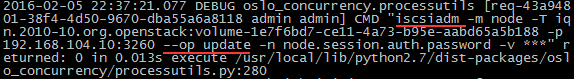 2016-02-05 22:37:21.077 DEBUG oslo_concurrency.processutils [req-43a948
01-38f4-4d50-9670-dba55a6a8118 admin admin] CMD "iscsiadm -m node -T iq
n.2010-10.org.openstack:volume-1e7f6bd7-ce11-4a73-b95e-aabd65a5b188 -p
192.168.104.10:3260 --op update -n node.session.auth.password -v ***" re
turned: 0 in 0.013s execute /usr/local/lib/python2.7/dist-packages/osl
o_concurrency/processutils.py:280